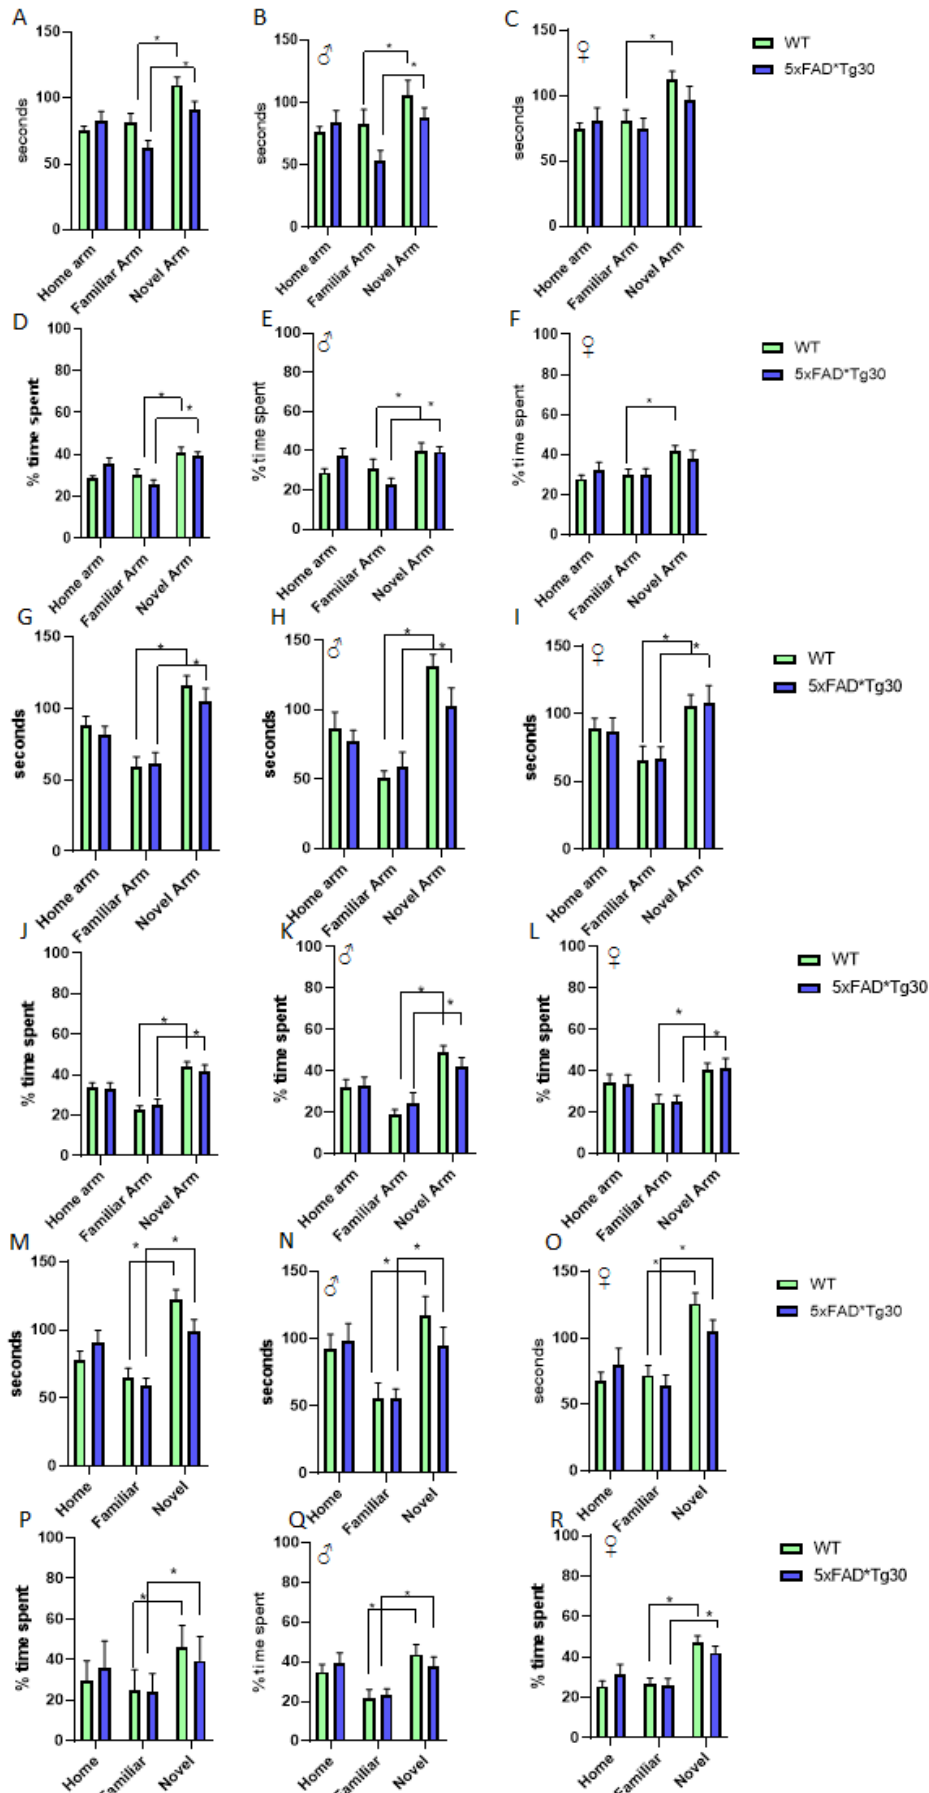 A
150
100
50
0
seconds
* *
Home arm
Familiar Arm
Novel Arm
B
♂
150
100
50
0
seconds
* *
Home arm
Familiar Arm
Novel Arm
C
♀
150
100
50
0
seconds
*
Home arm
Familiar Arm
Novel Arm
WT
5xFAD*Tg30
D
100
80
60
40
20
0
% time spent
* *
Home arm
Familiar Arm
Novel Arm
E
♂
100
80
60
40
20
0
% time spent
* *
Home arm
Familiar Arm
Novel Arm
F
♀
100
80
60
40
20
0
% time spent
*
Home arm
Familiar Arm
Novel Arm
WT
5xFAD*Tg30
G
150
100
50
0
seconds
* *
Home arm
Familiar Arm
Novel Arm
H
♂
150
100
50
0
seconds
* *
Home arm
Familiar Arm
Novel Arm
I
♀
150
100
50
0
seconds
* *
Home arm
Familiar Arm
Novel Arm
WT
5xFAD*Tg30
J
100
80
60
40
20
0
% time spent
* *
Home arm
Familiar Arm
Novel Arm
K
♂
100
80
60
40
20
0
% time spent
* *
Home arm
Familiar Arm
Novel Arm
L
♀
100
80
60
40
20
0
% time spent
* *
Home arm
Familiar Arm
Novel Arm
WT
5xFAD*Tg30
M
150
100
50
0
seconds
* *
Home
Familiar
Novel
N
♂
150
100
50
0
seconds
* *
Home
Familiar
Novel
O
♀
150
100
50
0
seconds
* *
Home
Familiar
Novel
WT
5xFAD*Tg30
P
100
80
60
40
20
0
% time spent
* *
Home
Familiar
Novel
Q
♂
100
80
60
40
20
0
% time spent
* *
Home
Familiar
Novel
R
♀
100
80
60
40
20
0
% time spent
* *
Home
Familiar
Novel
WT
5xFAD*Tg30